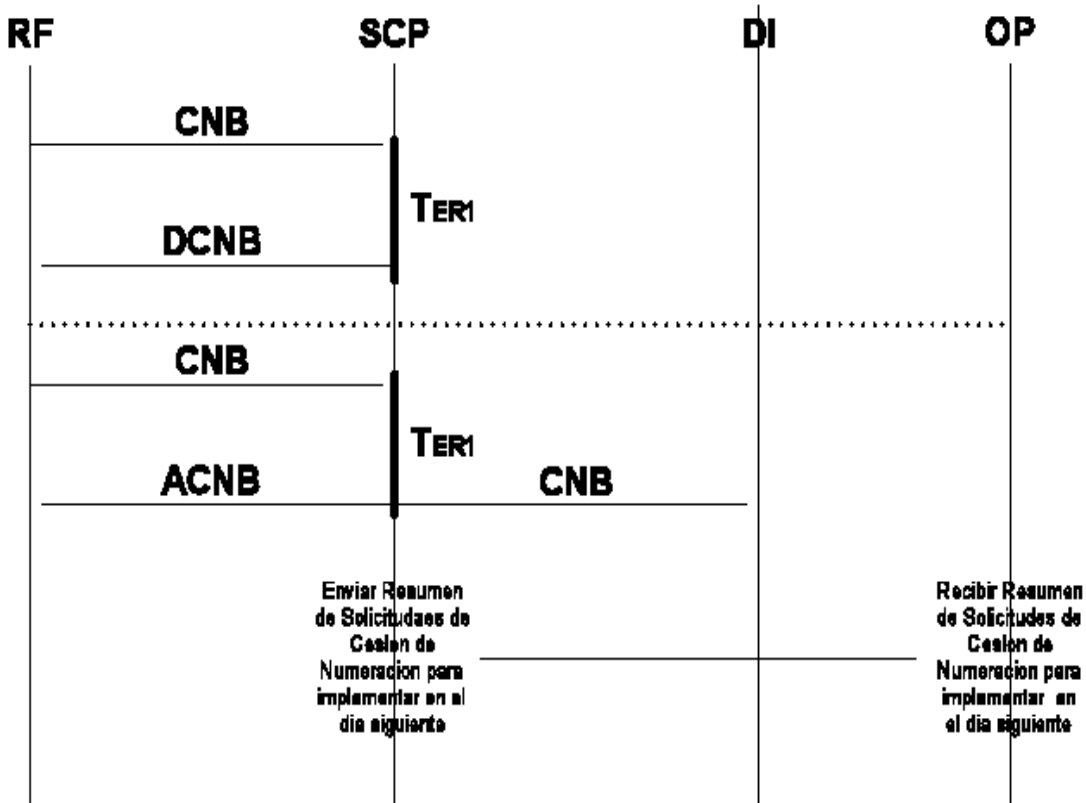 RF SCP DI OP
CNB
TER1
DCNB
CNB
TER1
ACNB CNB
Enviar Resumen
de Solicitudaes de
Cesion de
Numeracion para
implementar en el
dia siguiente
Recibir Resumen
de Solicitudes de
Cesion de
Numeracion para
implementar en
el dia siguiente